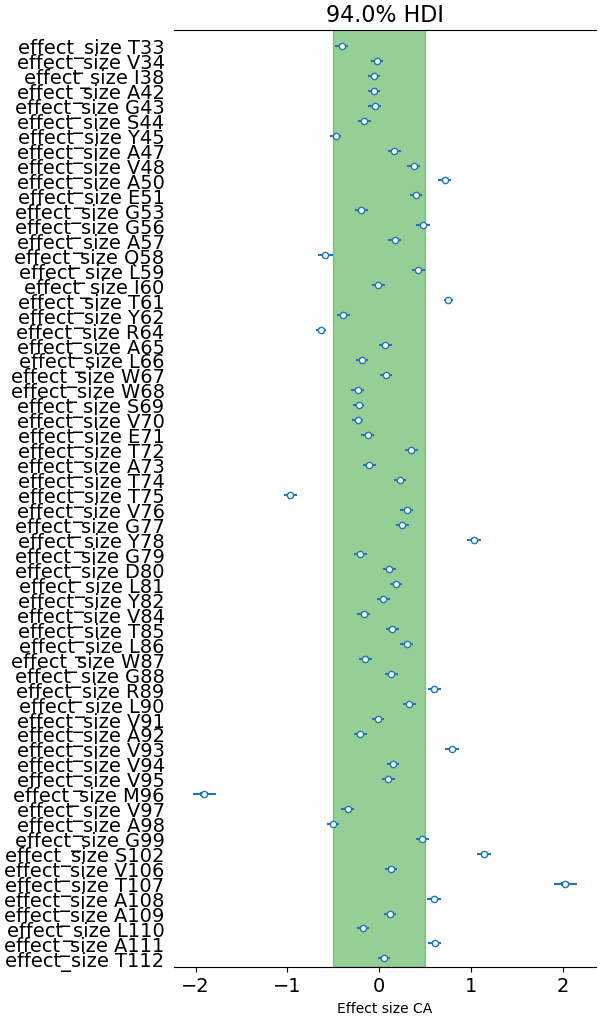 94.0% HDI
effect_size T33
effect_size V34
effect_size I38
effect_size A42
effect_size G43
effect_size S44
effect_size Y45
effect_size A47
effect_size V48
effect_size A50
effect_size E51
effect_size G53
effect_size G56
effect_size A57
effect_size Q58
effect_size L59
effect_size I60
effect_size T61
effect_size Y62
effect_size R64
effect_size A65
effect_size L66
effect_size W67
effect_size W68
effect_size S69
effect_size V70
effect_size E71
effect_size T72
effect_size A73
effect_size T74
effect_size T75
effect_size V76
effect_size G77
effect_size Y78
effect_size G79
effect_size D80
effect_size L81
effect_size Y82
effect_size V84
effect_size T85
effect_size L86
effect_size W87
effect_size G88
effect_size R89
effect_size L90
effect_size V91
effect_size A92
effect_size V93
effect_size V94
effect_size V95
effect_size M96
effect_size V97
effect_size A98
effect_size G99
effect_size S102
effect_size V106
effect_size T107
effect_size A108
effect_size A109
effect_size L110
effect_size A111
effect_size T112
−2 −1 0 1 2
Effect size CA